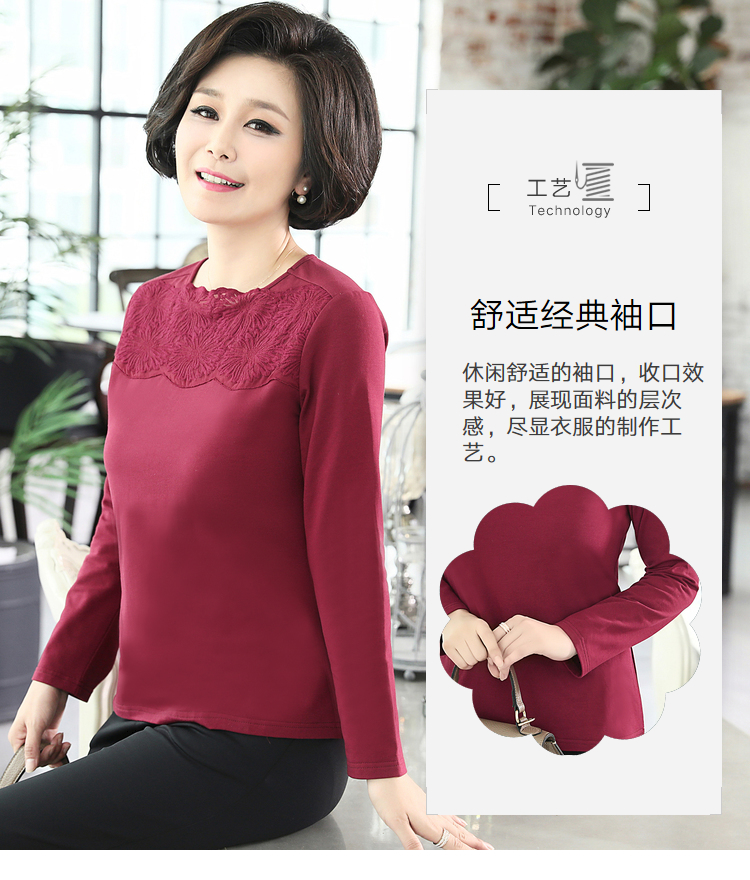 工艺
Technology
舒适经典袖口
休闲舒适的袖口，收口效
果好，展现面料的层次
感，尽显衣服的制作工
艺。